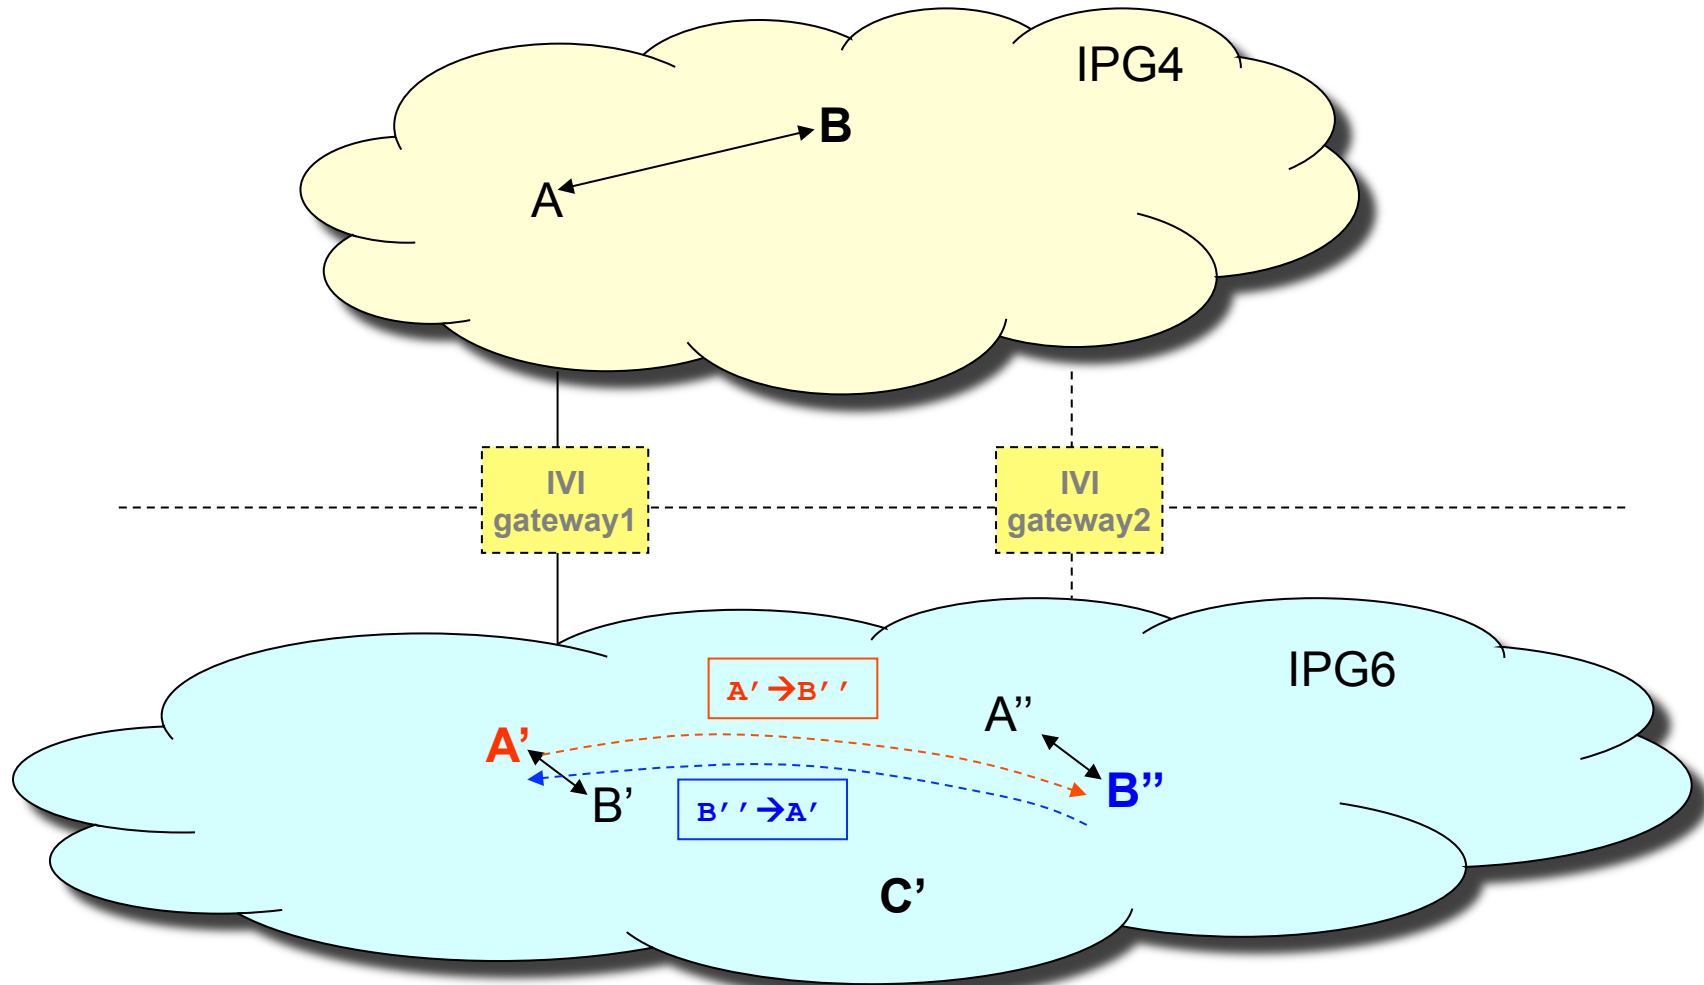 IPG4
B
A
IVI
gateway1
IVI
gateway2
IPG6
A'→B''
A''
A'
B''
B'
B''→A'
C'